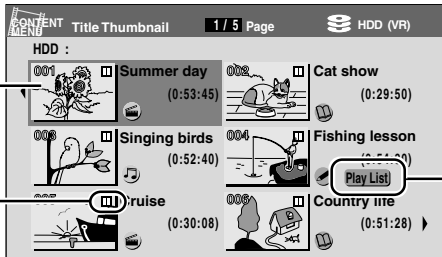 CONTENT MENU Title Thumbnail 1 / 5 Page HDD (VR)
HDD :
001 Summer day
(0:53:45)
002 Cat show
(0:29:50)
003 Singing birds
(0:52:40)
004 Fishing lesson
Play List
Cruise
(0:30:08)
006 Country life
(0:51:28)